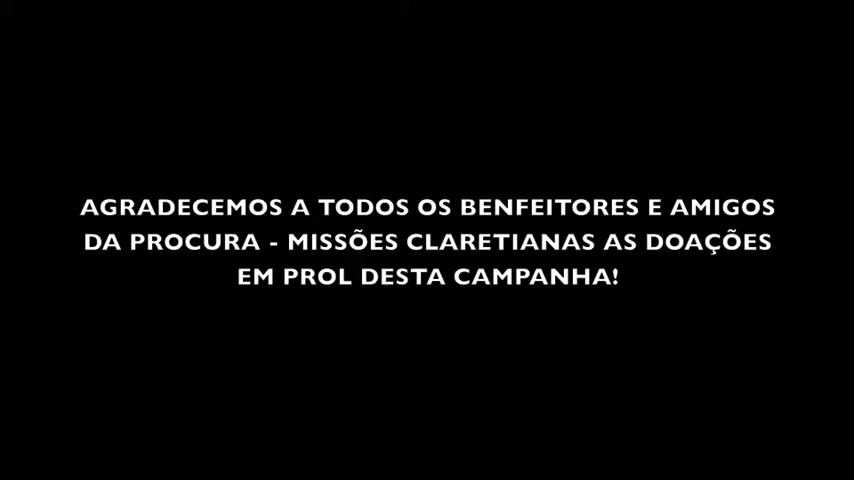 AGRADECEMOS A TODOS OS BENFEITORES E AMIGOS
DA PROCURA - MISSÕES CLARETIANAS AS DOAÇÕES
EM PROL DESTA CAMPANHA!